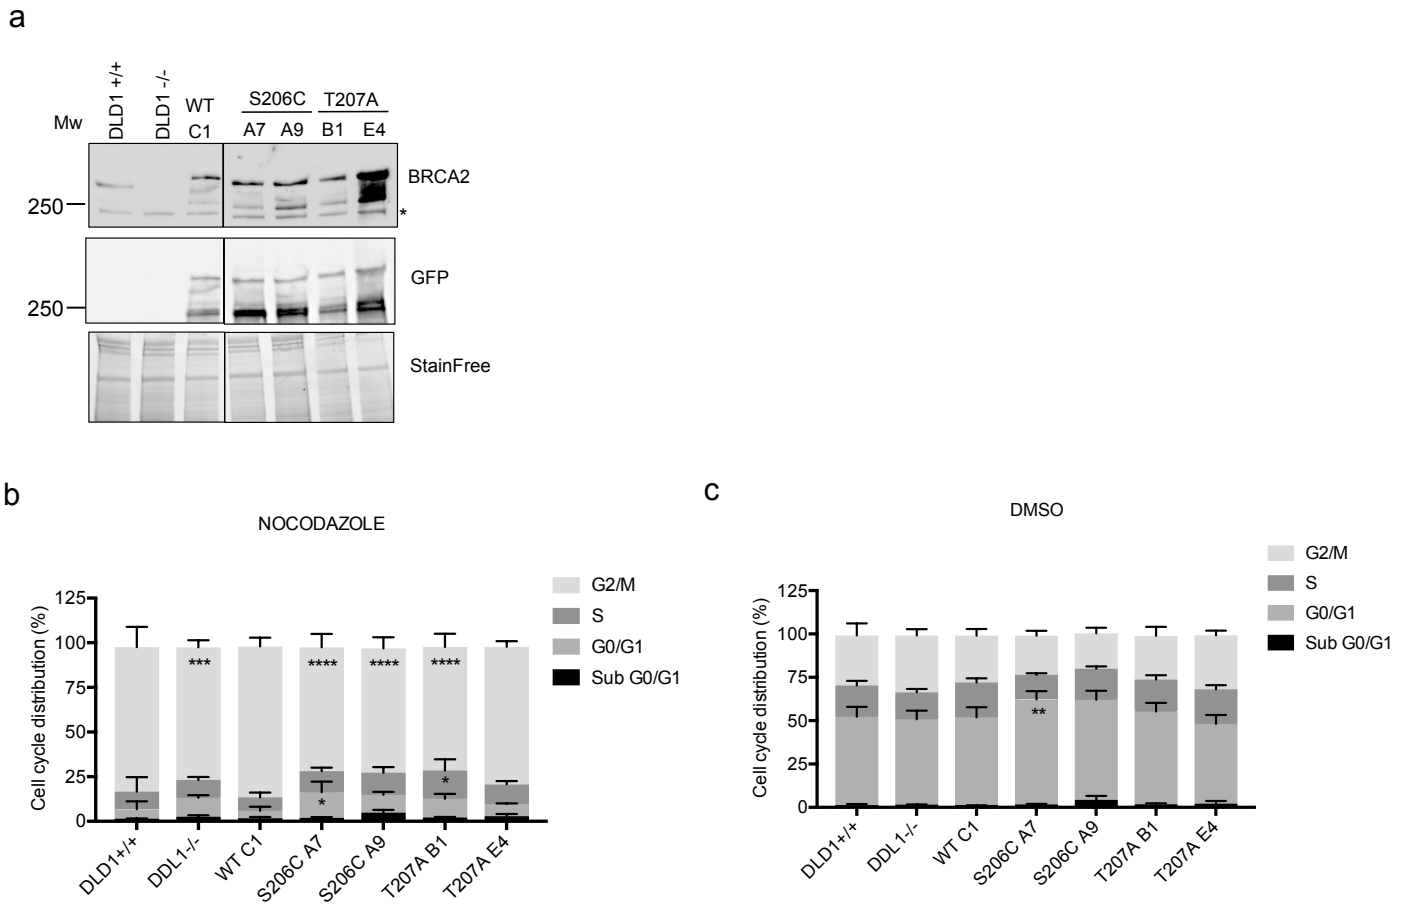 a
Mw
DLD1 +/+
DLD1 -/-
WT
C1
S206C
T207A
A7
A9
B1
E4
BRCA2
250
*
GFP
250
StainFree
b
NOCODAZOLE
Cell cycle distribution (%)
125
100
75
50
25
0
***
****
****
****
*
*
G2/M
S
G0/G1
Sub G0/G1
DLD1+/+
DDL1-/-
WT C1
S206C A7
S206C A9
T207A B1
T207A E4
c
DMSO
Cell cycle distribution (%)
125
100
75
50
25
0
**
G2/M
S
G0/G1
Sub G0/G1
DLD1+/+
DDL1-/-
WT C1
S206C A7
S206C A9
T207A B1
T207A E4